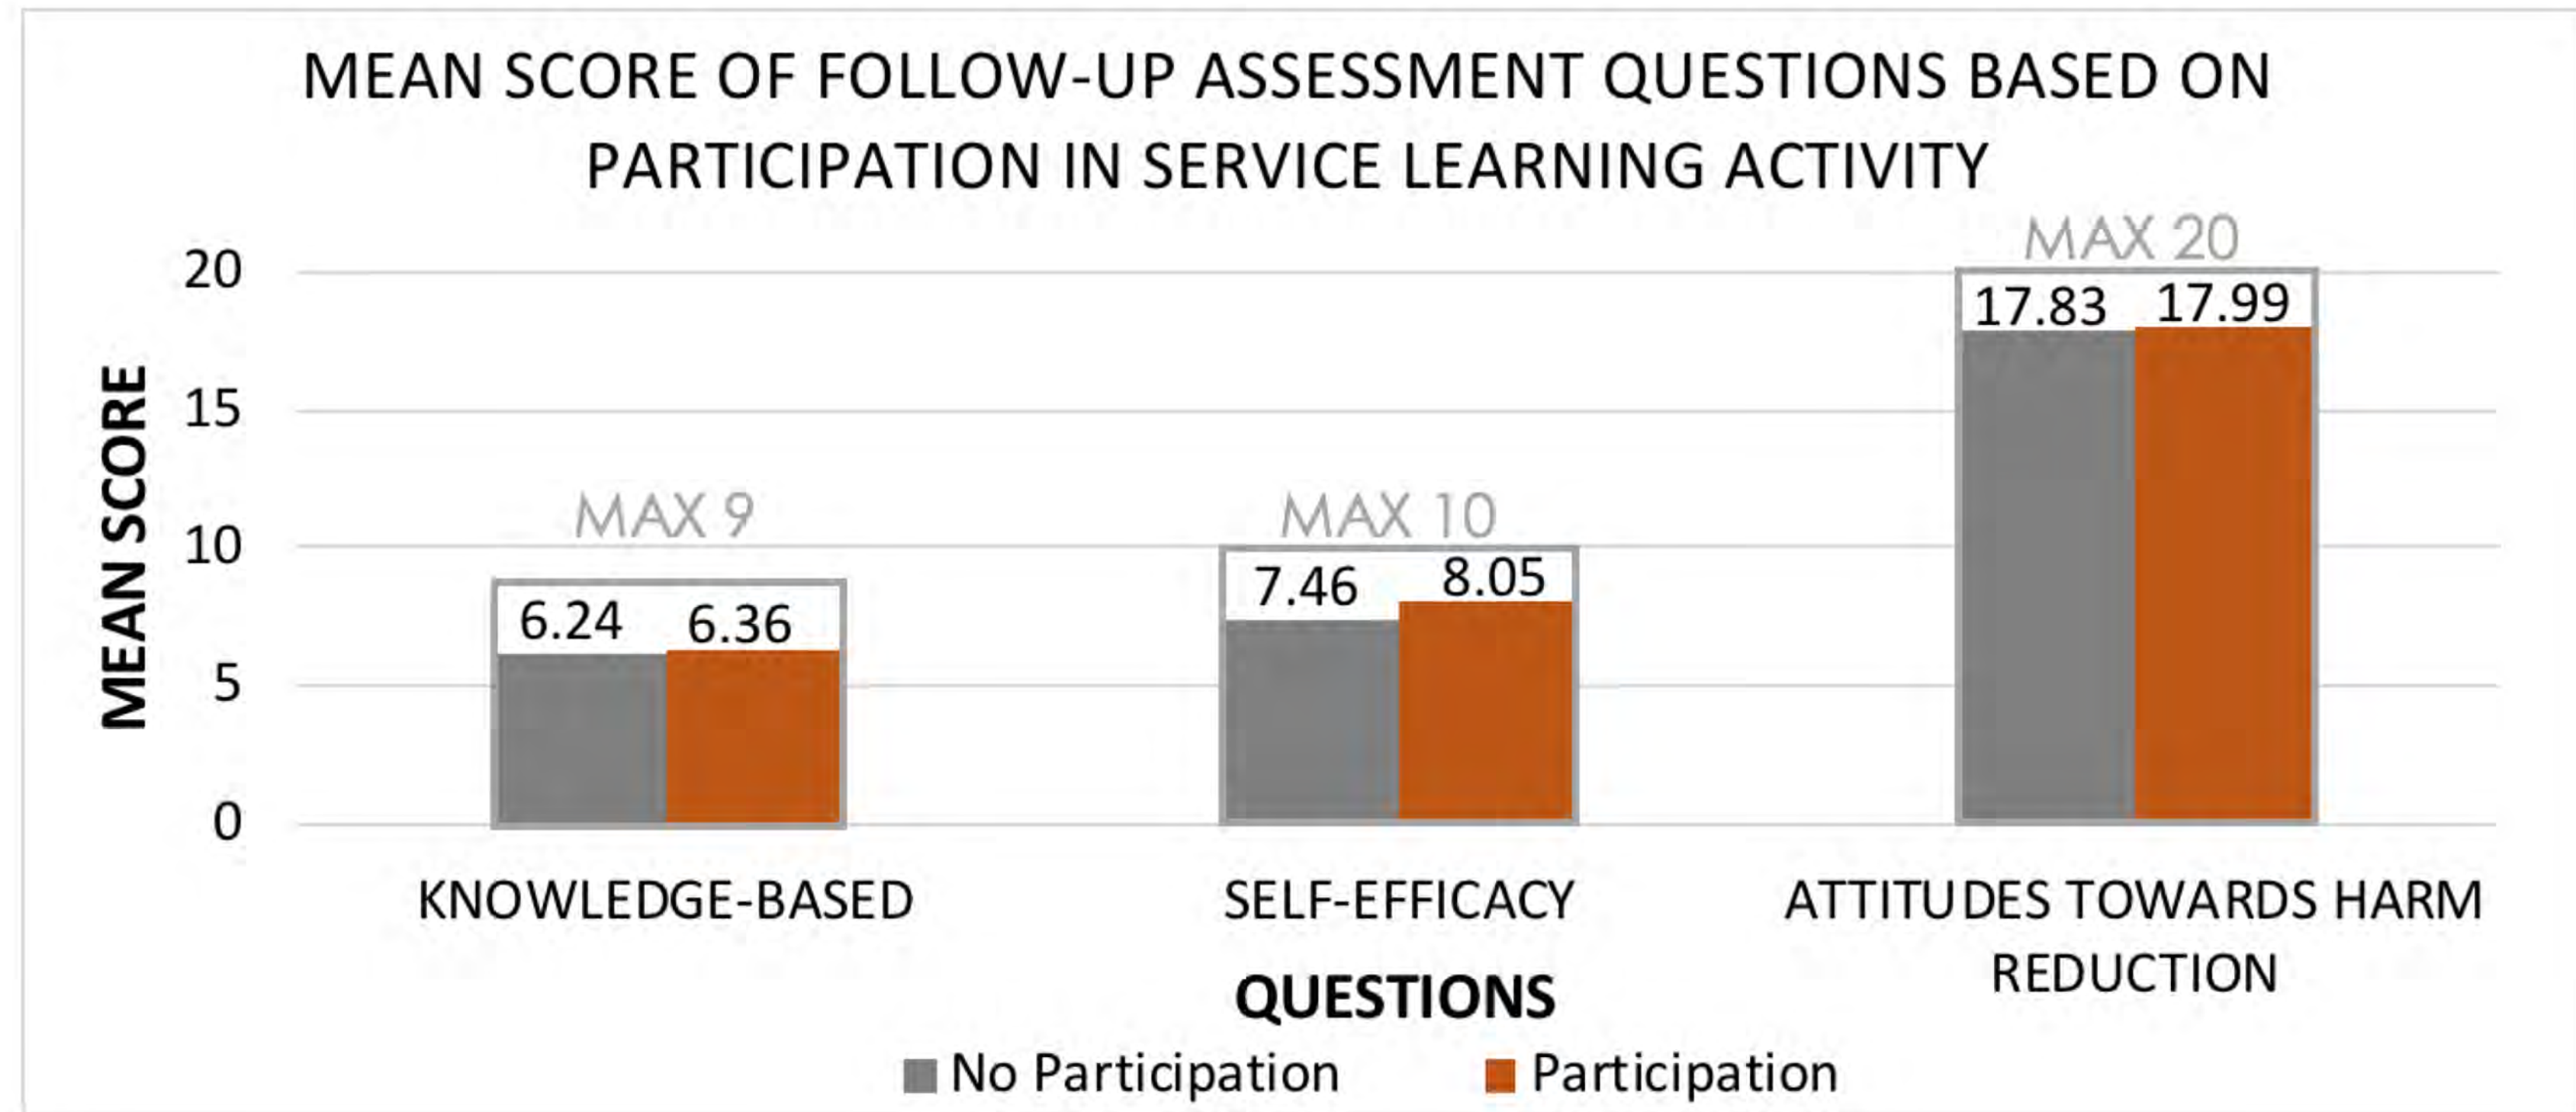 MEAN SCORE OF FOLLOW-UP ASSESSMENT QUESTIONS BASED ON
PARTICIPATION IN SERVICE LEARNING ACTIVITY
MEAN SCORE
20
15
10
5
0
MAX 9
6.24 6.36
MAX 10
7.46 8.05
MAX 20
17.83 17.99
KNOWLEDGE-BASED
SELF-EFFICACY
ATTITUDES TOWARDS HARM
REDUCTION
QUESTIONS
No Participation Participation